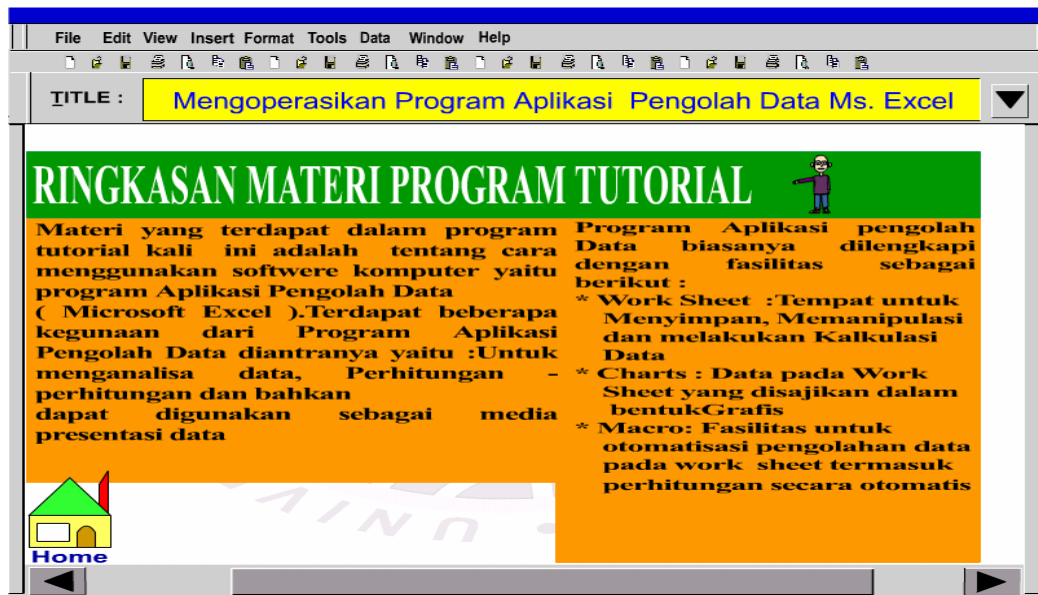 File Edit View Insert Format Tools Data Window Help
TITLE : Mengoperasikan Program Aplikasi Pengolah Data Ms. Excel
RINGKASAN MATERI PROGRAM TUTORIAL
Materi yang terdapat dalam program
tutorial kali ini adalah tentang cara
menggunakan softwere komputer yaitu
program Aplikasi Pengolah Data
( Microsoft Excel ).Terdapat beberapa
kegunaan dari Program Aplikasi
Pengolah Data diantranya yaitu :Untuk
menganalisa data, Perhitungan -
perhitungan dan bahkan
dapat digunakan sebagai media
presentasi data
Program Aplikasi pengolah
Data biasanya dilengkapi
dengan fasilitas sebagai
berikut :
* Work Sheet :Tempat untuk
Menyimpan, Memanipulasi
dan melakukan Kalkulasi
Data
* Charts : Data pada Work
Sheet yang disajikan dalam
bentukGrafis
* Macro: Fasilitas untuk
otomatisasi pengolahan data
pada work sheet termasuk
perhitungan secara otomatis
Home